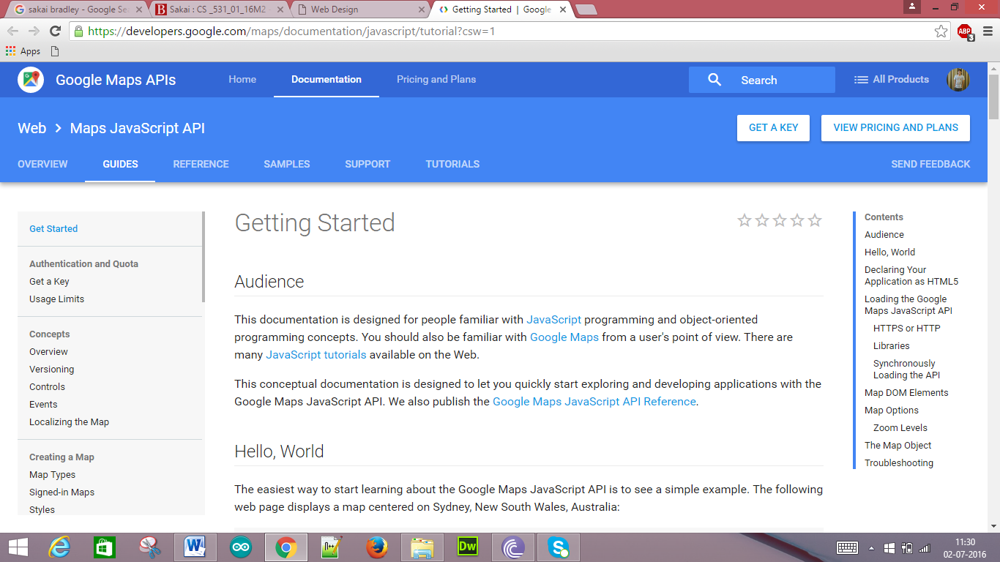 sakai bradley - Google Se
Sakai : CS _531_01_16M2
Web Design
Getting Started | Google
https://developers.google.com/maps/documentation/javascript/tutorial?csw=1
ABP
3
Apps
Google Maps APIs
Home
Documentation
Pricing and Plans
Search
All Products
Web > Maps JavaScript API
GET A KEY
VIEW PRICING AND PLANS
OVERVIEW
GUIDES
REFERENCE
SAMPLES
SUPPORT
TUTORIALS
SEND FEEDBACK
Get Started
Authentication and Quota
Get a Key
Usage Limits
Concepts
Overview
Versioning
Controls
Events
Localizing the Map
Creating a Map
Map Types
Signed-in Maps
Styles
Getting Started
Audience
This documentation is designed for people familiar with JavaScript programming and object-oriented
programming concepts. You should also be familiar with Google Maps from a user's point of view. There are
many JavaScript tutorials available on the Web.
This conceptual documentation is designed to let you quickly start exploring and developing applications with the
Google Maps JavaScript API. We also publish the Google Maps JavaScript API Reference.
Hello, World
The easiest way to start learning about the Google Maps JavaScript API is to see a simple example. The following
web page displays a map centered on Sydney, New South Wales, Australia:
Contents
Audience
Hello, World
Declaring Your
Application as HTML5
Loading the Google
Maps JavaScript API
HTTPS or HTTP
Libraries
Synchronously
Loading the API
Map DOM Elements
Map Options
Zoom Levels
The Map Object
Troubleshooting
Dw
11:30
02-07-2016